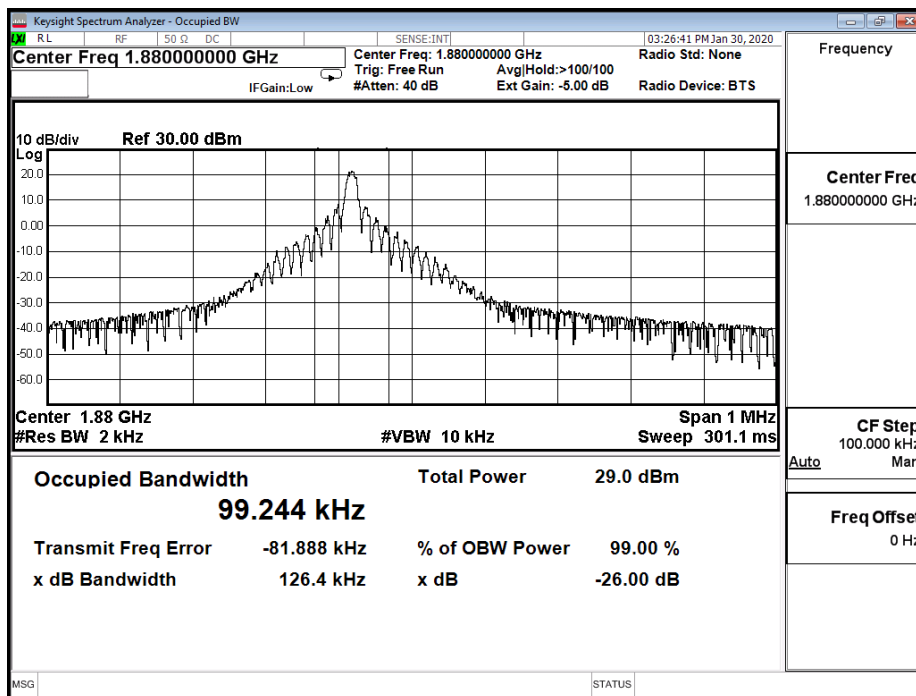 Keysight Spectrum Analyzer - Occupied BW
LXI RL RF 50 Ω DC SENSE:INT 03:26:41 PM Jan 30, 2020
Center Freq 1.880000000 GHz
Center Freq: 1.880000000 GHz Radio Std: None
Trig: Free Run Avg|Hold:>100/100
IFGain:Low #Atten: 40 dB Ext Gain: -5.00 dB Radio Device: BTS
10 dB/div Ref 30.00 dBm
Log
20.0
10.0
0.00
-10.0
-20.0
-30.0
-40.0
-50.0
-60.0
Center 1.88 GHz Span 1 MHz
#Res BW 2 kHz #VBW 10 kHz Sweep 301.1 ms
Occupied Bandwidth Total Power 29.0 dBm
99.244 kHz
Transmit Freq Error -81.888 kHz % of OBW Power 99.00 %
x dB Bandwidth 126.4 kHz x dB -26.00 dB
MSG STATUS
Frequency
Center Freq
1.880000000 GHz
CF Step
100.000 kHz
Auto Man
Freq Offset
0 Hz